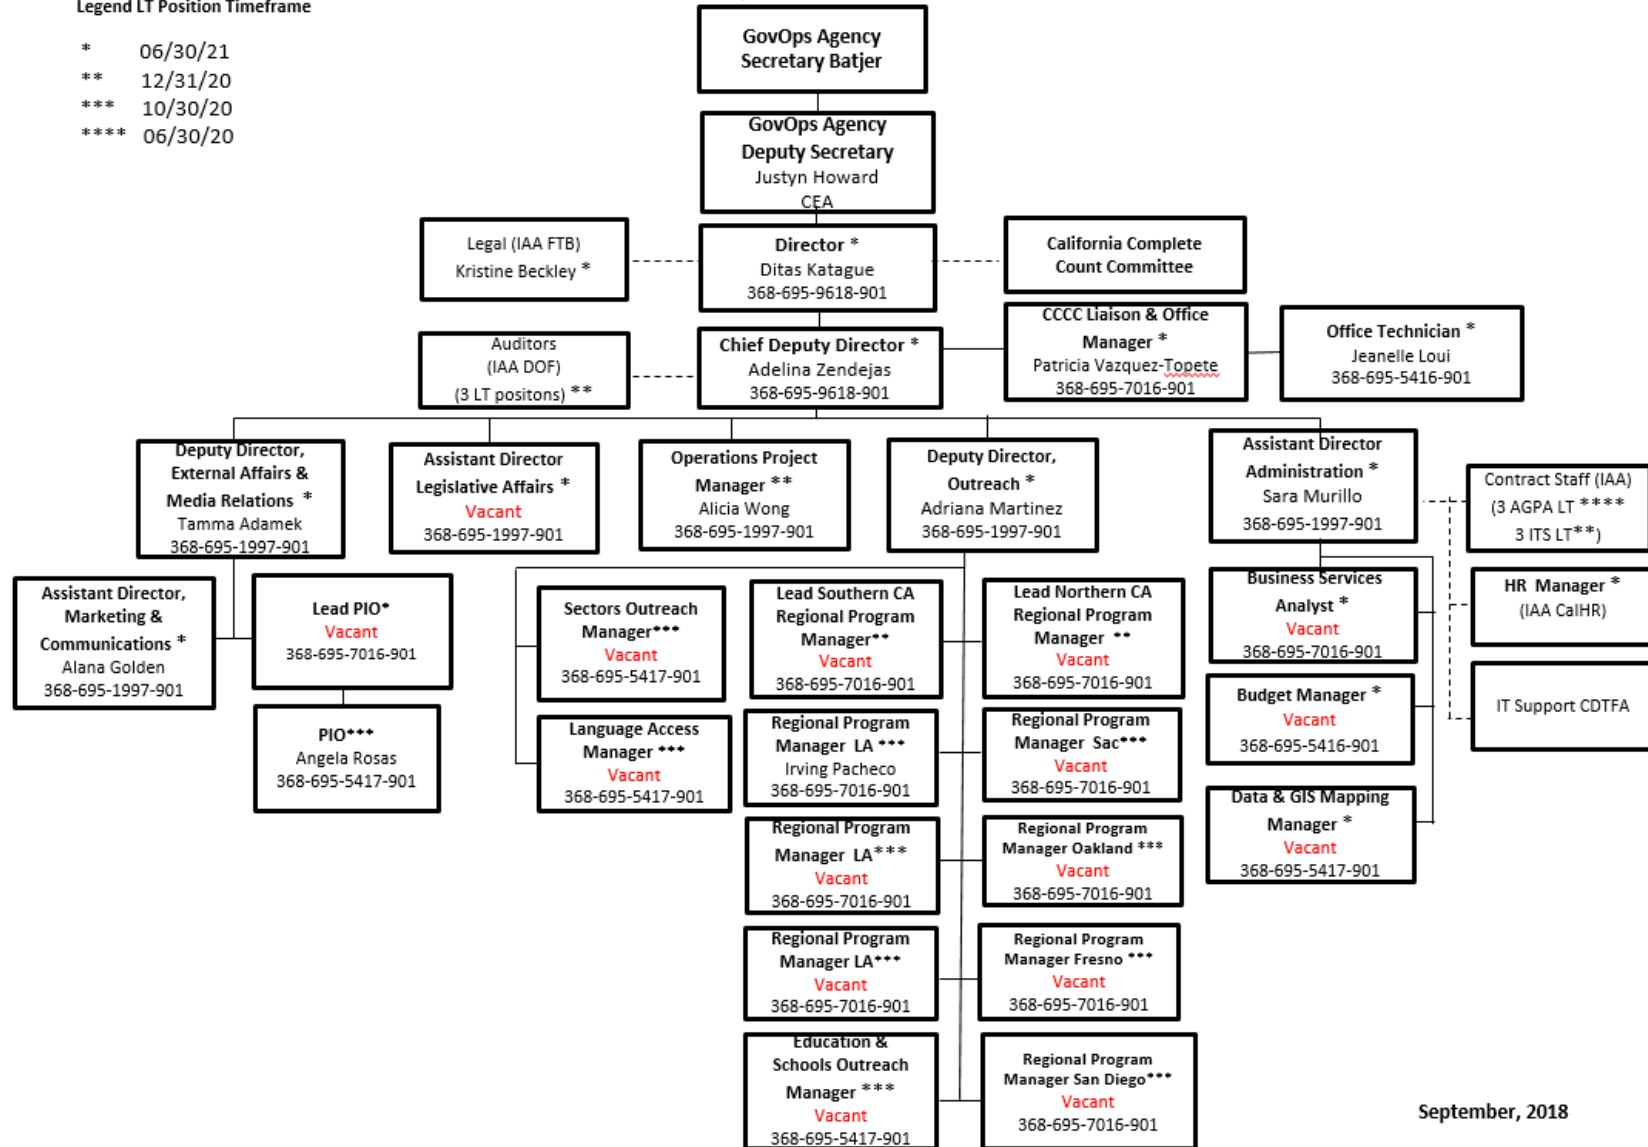 Legend LT Position Timeframe
* 06/30/21
** 12/31/20
*** 10/30/20
**** 06/30/20
GovOps Agency
Secretary Batjer
GovOps Agency
Deputy Secretary
Justyn Howard
CEA
Legal (IAA FTB)
Kristine Beckley *
Director *
Ditas Katague
368-695-9618-901
California Complete
Count Committee
Auditors
(IAA DOF)
(3 LT positons) **
Chief Deputy Director *
Adelina Zendejas
368-695-9618-901
CCCC Liaison & Office
Manager *
Patricia Vazquez-Topete
368-695-7016-901
Office Technician *
Jeanelle Loui
368-695-5416-901
Deputy Director,
External Affairs &
Media Relations *
Tamma Adamek
368-695-1997-901
Assistant Director
Legislative Affairs *
Vacant
368-695-1997-901
Operations Project
Manager **
Alicia Wong
368-695-1997-901
Deputy Director,
Outreach *
Adriana Martinez
368-695-1997-901
Assistant Director
Administration *
Sara Murillo
368-695-1997-901
Contract Staff (IAA)
(3 AGPA LT ****
3 ITS LT**)
Assistant Director,
Marketing &
Communications *
Alana Golden
368-695-1997-901
Lead PIO*
Vacant
368-695-7016-901
Sectors Outreach
Manager***
Vacant
368-695-5417-901
Lead Southern CA
Regional Program
Manager**
Vacant
368-695-7016-901
Lead Northern CA
Regional Program
Manager **
Vacant
368-695-7016-901
Business Services
Analyst *
Vacant
368-695-7016-901
HR Manager *
(IAA CalHR)
PIO***
Angela Rosas
368-695-5417-901
Language Access
Manager ***
Vacant
368-695-5417-901
Regional Program
Manager LA ***
Irving Pacheco
368-695-7016-901
Regional Program
Manager Sac***
Vacant
368-695-7016-901
Budget Manager *
Vacant
368-695-5416-901
IT Support CDTFA
Regional Program
Manager LA***
Vacant
368-695-7016-901
Regional Program
Manager Oakland ***
Vacant
368-695-7016-901
Data & GIS Mapping
Manager *
Vacant
368-695-5417-901
Regional Program
Manager LA***
Vacant
368-695-7016-901
Regional Program
Manager Fresno ***
Vacant
368-695-7016-901
Education &
Schools Outreach
Manager ***
Vacant
368-695-5417-901
Regional Program
Manager San Diego***
Vacant
368-695-7016-901
September, 2018